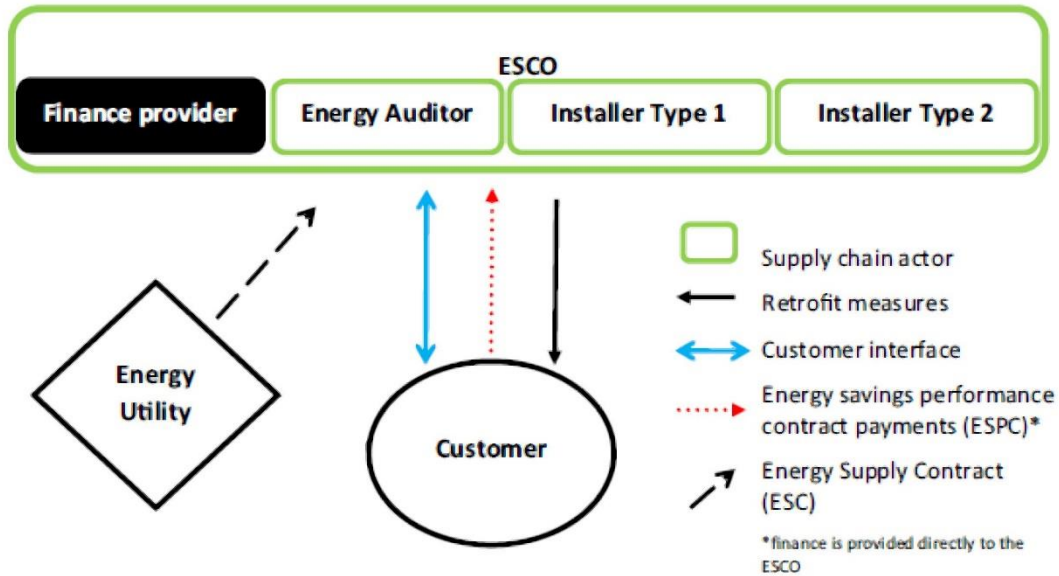 ESCO
Finance provider
Energy Auditor
Installer Type 1
Installer Type 2
Energy
Utility
Customer
Supply chain actor
Retrofit measures
Customer interface
Energy savings performance
contract payments (ESPC)*
Energy Supply Contract
(ESC)
*finance is provided directly to the
ESCO